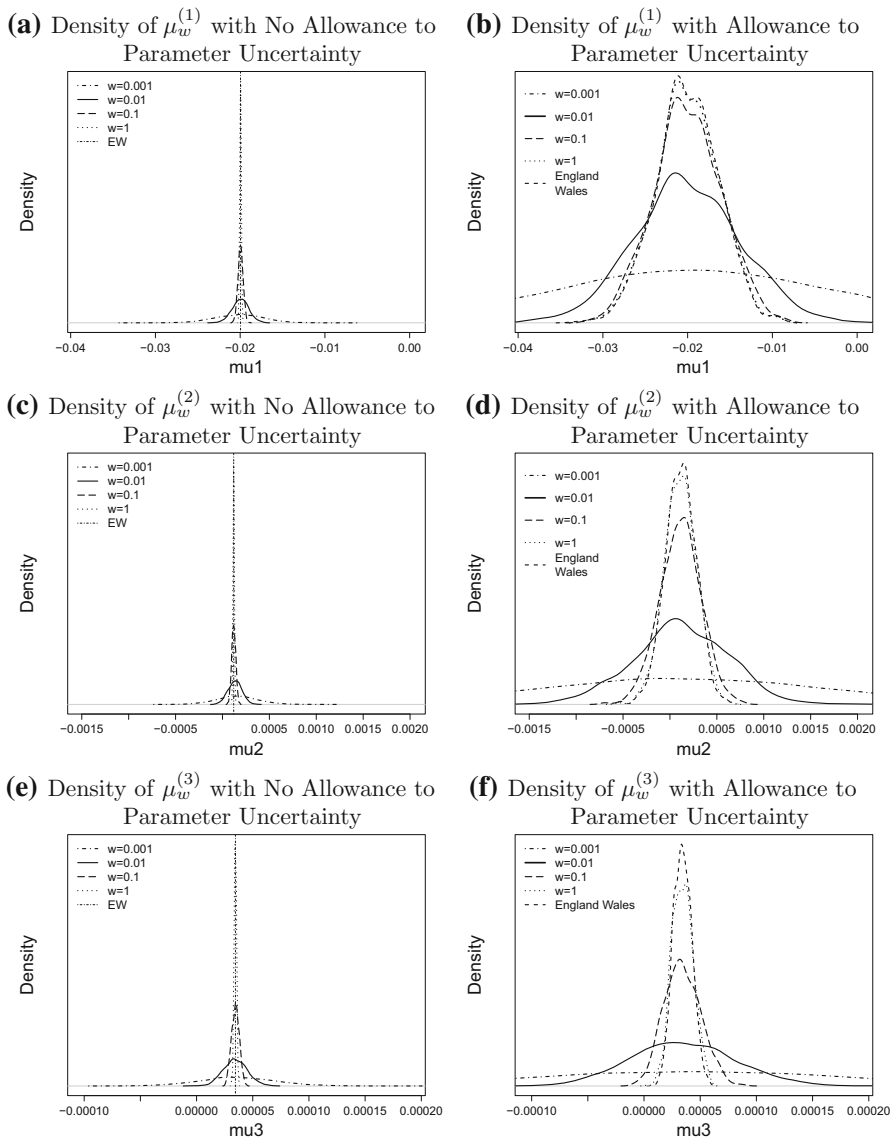 (a) Density of μ_w^(1) with No Allowance to
Parameter Uncertainty
w=0.001
w=0.01
w=0.1
w=1
EW
Density
−0.04 −0.03 −0.02 −0.01 0.00
mu1
(b) Density of μ_w^(1) with Allowance to
Parameter Uncertainty
w=0.001
w=0.01
w=0.1
w=1
England
Wales
Density
−0.04 −0.03 −0.02 −0.01 0.00
mu1
(c) Density of μ_w^(2) with No Allowance to
Parameter Uncertainty
w=0.001
w=0.01
w=0.1
w=1
EW
Density
−0.0015 −0.0005 0.0005 0.0010 0.0015 0.0020
mu2
(d) Density of μ_w^(2) with Allowance to
Parameter Uncertainty
w=0.001
w=0.01
w=0.1
w=1
England
Wales
Density
−0.0015 −0.0005 0.0005 0.0010 0.0015 0.0020
mu2
(e) Density of μ_w^(3) with No Allowance to
Parameter Uncertainty
w=0.001
w=0.01
w=0.1
w=1
EW
Density
−0.00010 0.00000 0.00005 0.00010 0.00015 0.00020
mu3
(f) Density of μ_w^(3) with Allowance to
Parameter Uncertainty
w=0.001
w=0.01
w=0.1
w=1
England Wales
Density
−0.00010 0.00000 0.00005 0.00010 0.00015 0.00020
mu3